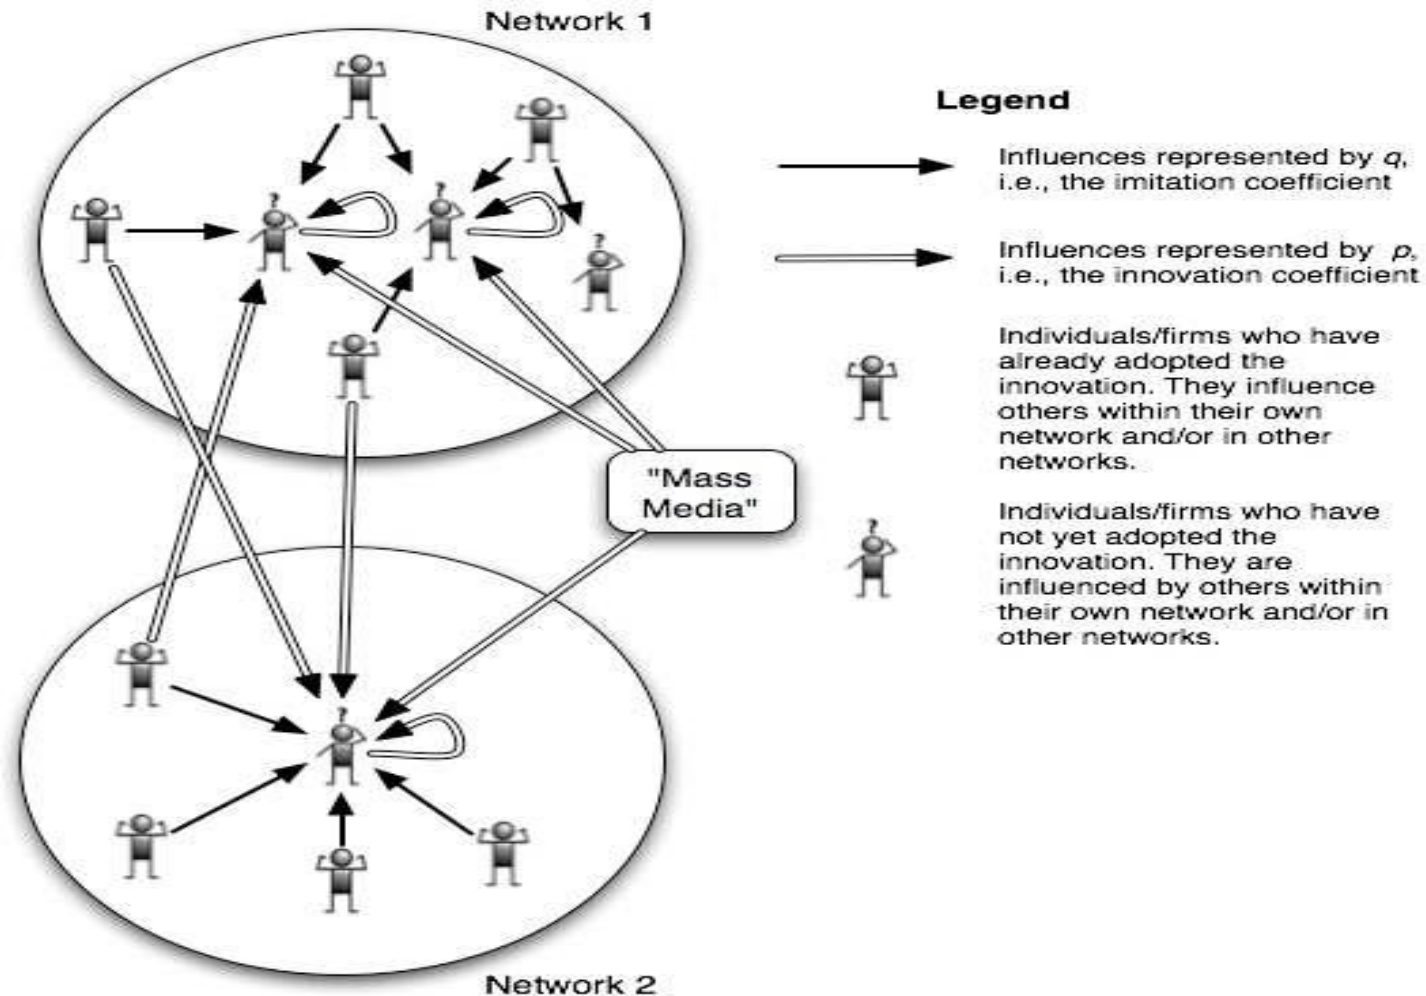 Network 1
?
?
?
"Mass
Media"
?
Network 2
Legend
Influences represented by q,
i.e., the imitation coefficient
Influences represented by p,
i.e., the innovation coefficient
Individuals/firms who have
already adopted the
innovation. They influence
others within their own
network and/or in other
networks.
?
Individuals/firms who have
not yet adopted the
innovation. They are
influenced by others within
their own network and/or in
other networks.